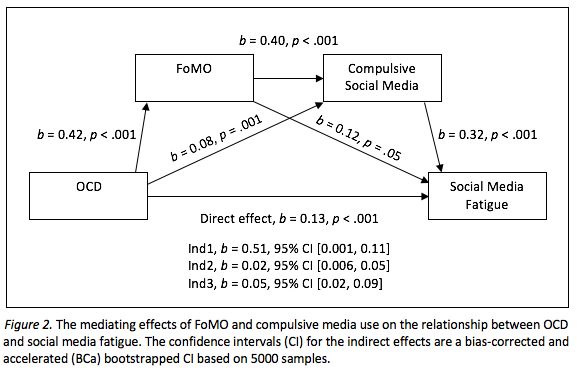 b = 0.40, p < .001
FoMO
Compulsive
Social Media
b = 0.42, p < .001
b = 0.08, p = .001
b = 0.12, p = .05
b = 0.32, p < .001
OCD
Social Media
Fatigue
Direct effect, b = 0.13, p < .001
Ind1, b = 0.51, 95% CI [0.001, 0.11]
Ind2, b = 0.02, 95% CI [0.006, 0.05]
Ind3, b = 0.05, 95% CI [0.02, 0.09]
Figure 2. The mediating effects of FoMO and compulsive media use on the relationship between OCD
and social media fatigue. The confidence intervals (CI) for the indirect effects are a bias-corrected and
accelerated (BCa) bootstrapped CI based on 5000 samples.